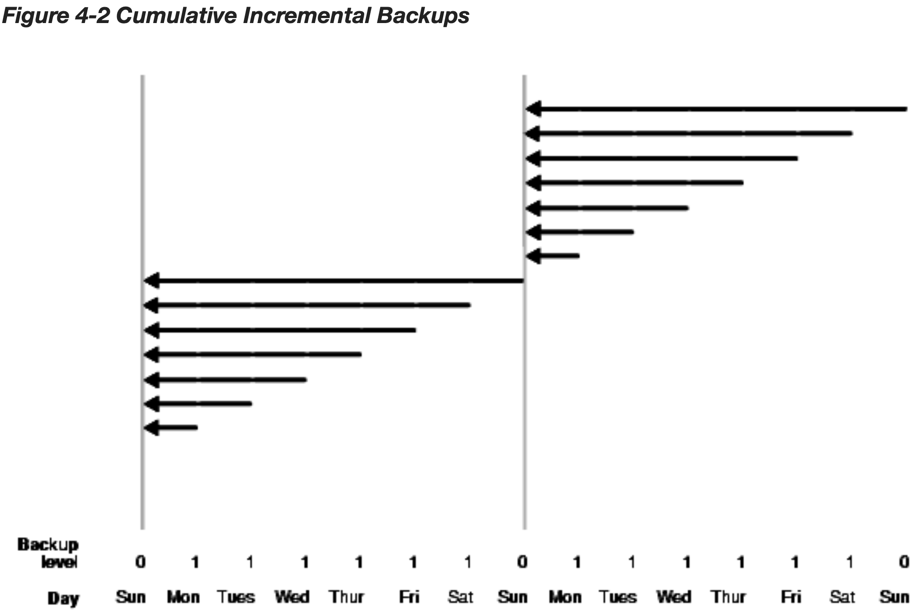 Figure 4-2 Cumulative Incremental Backups
Backup
level 0 1 1 1 1 1 1 0 1 1 1 1 1 1 0
Day Sun Mon Tues Wed Thur Fri Sat Sun Mon Tues Wed Thur Fri Sat Sun